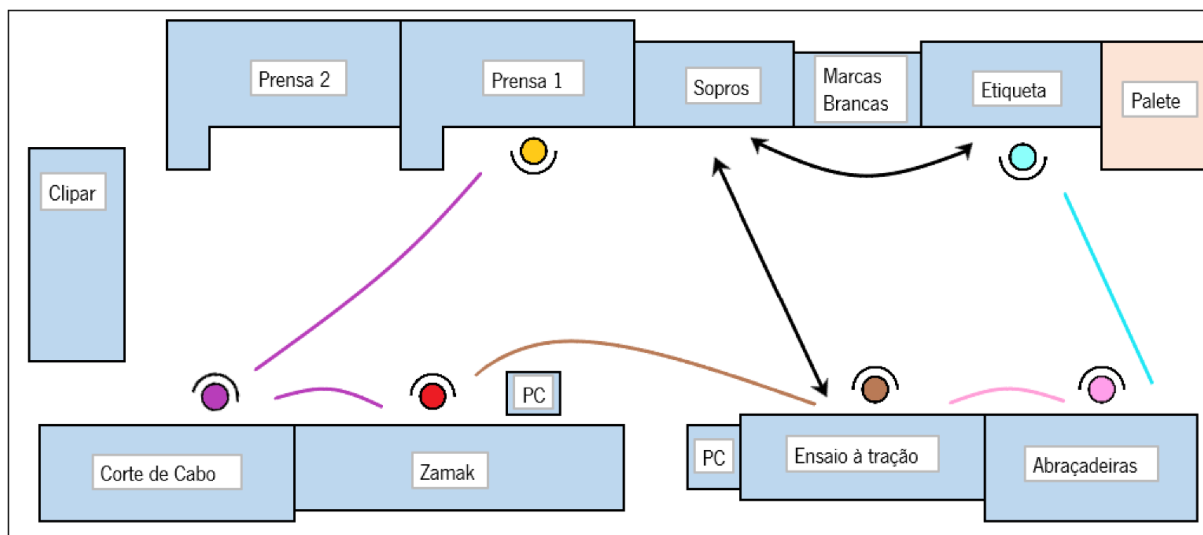 Prensa 2
Prensa 1
Sopros
Marcas
Brancas
Etiqueta
Palete
Clipar
PC
Corte de Cabo
Zamak
PC
Ensaio à tração
Abraçadeiras